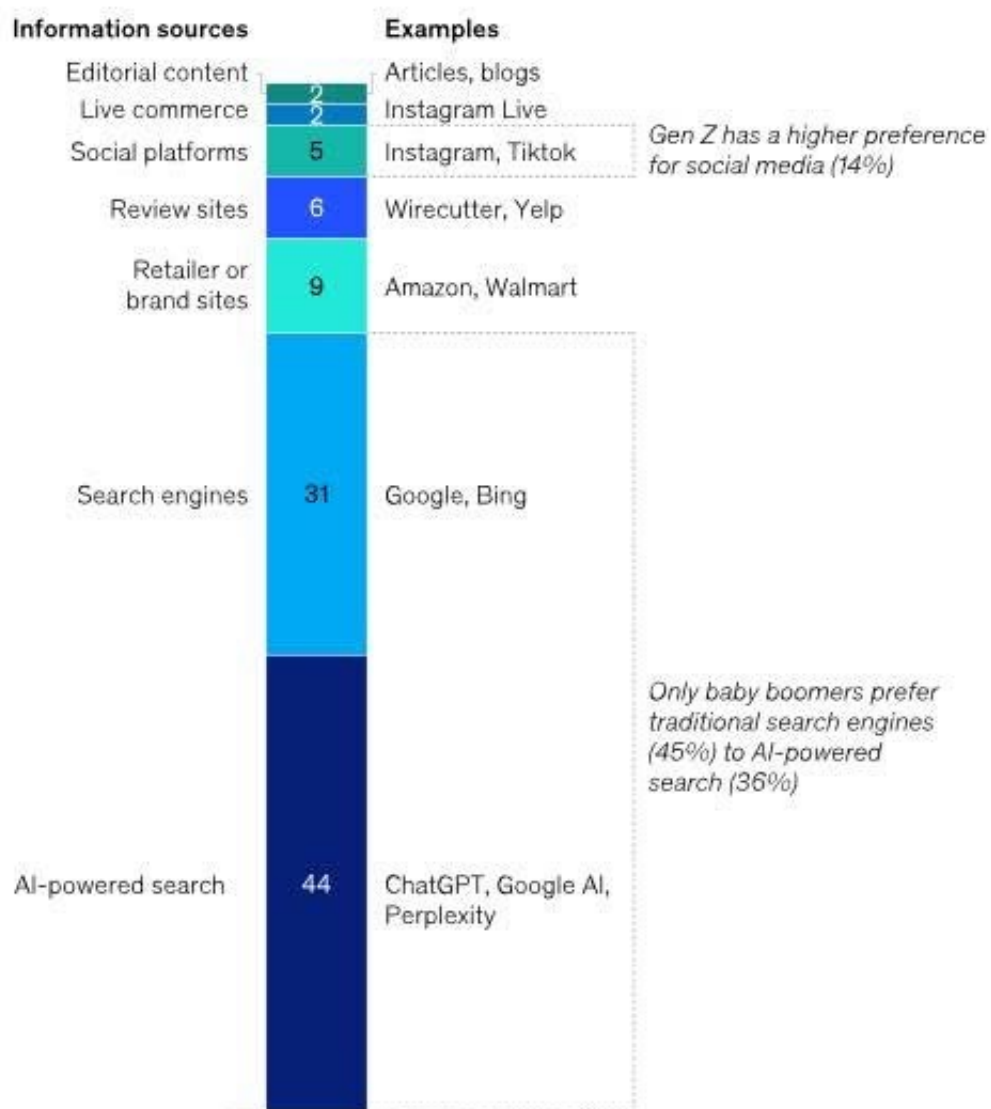 Information sources Examples
Editorial content 2 Articles, blogs
Live commerce 2 Instagram Live
Social platforms 5 Instagram, Tiktok
Gen Z has a higher preference
for social media (14%)
Review sites 6 Wirecutter, Yelp
Retailer or
brand sites
9 Amazon, Walmart
Search engines 31 Google, Bing
Only baby boomers prefer
traditional search engines
(45%) to AI-powered
search (36%)
AI-powered search 44 ChatGPT, Google AI,
Perplexity